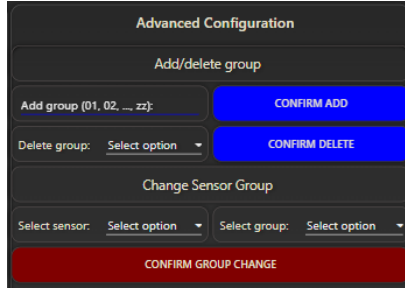 Advanced Configuration
Add/delete group
Add group (01, 02, ..., zz): CONFIRM ADD
Delete group: Select option CONFIRM DELETE
Change Sensor Group
Select sensor: Select option Select group: Select option
CONFIRM GROUP CHANGE